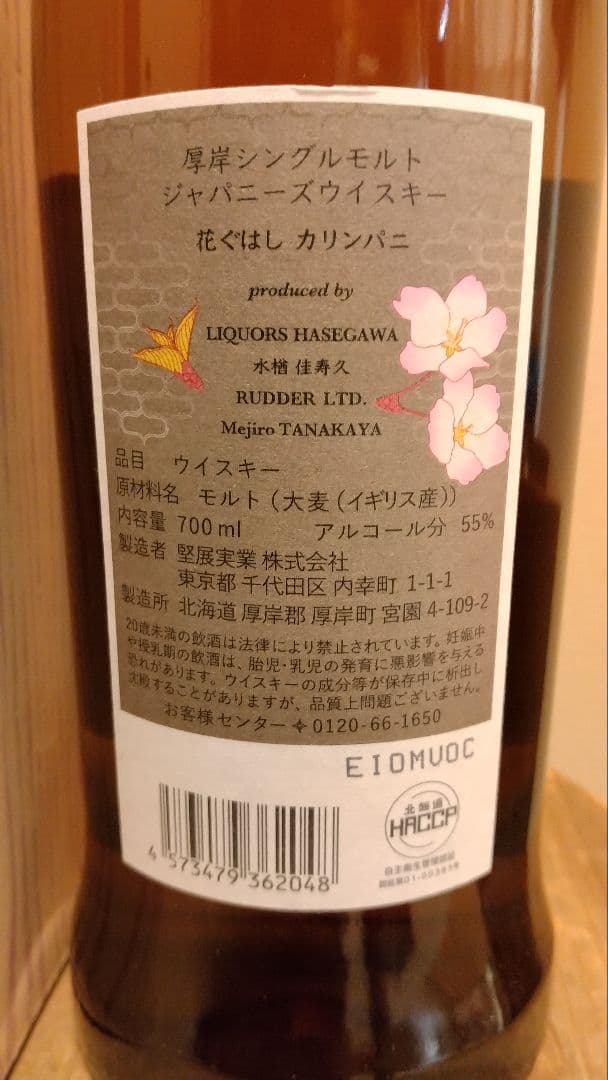 厚岸シングルモルト
ジャパニーズウイスキー
花ぐはし カリンパニ
produced by
LIQUORS HASEGAWA
水楢 佳寿久
RUDDER LTD.
Mejiro TANAKAYA
品目 ウイスキー
原材料名 モルト（大麦（イギリス産））
内容量 700ml アルコール分 55%
製造者 堅展実業 株式会社
東京都 千代田区 内幸町 1-1-1
製造所 北海道 厚岸郡 厚岸町 宮園 4-109-2
20歳未満の飲酒は法律により禁止されています。妊娠中
や授乳期の飲酒は、胎児・乳児の発育に悪影響を与える
恐れがあります。ウイスキーの成分等が保存中に析出し
沈殿することがありますが、品質上問題ございません。
お客様センター 0120-66-1650
EIOMVOC
4 573479 362048
北海道
HACCP
自主衛生管理認証